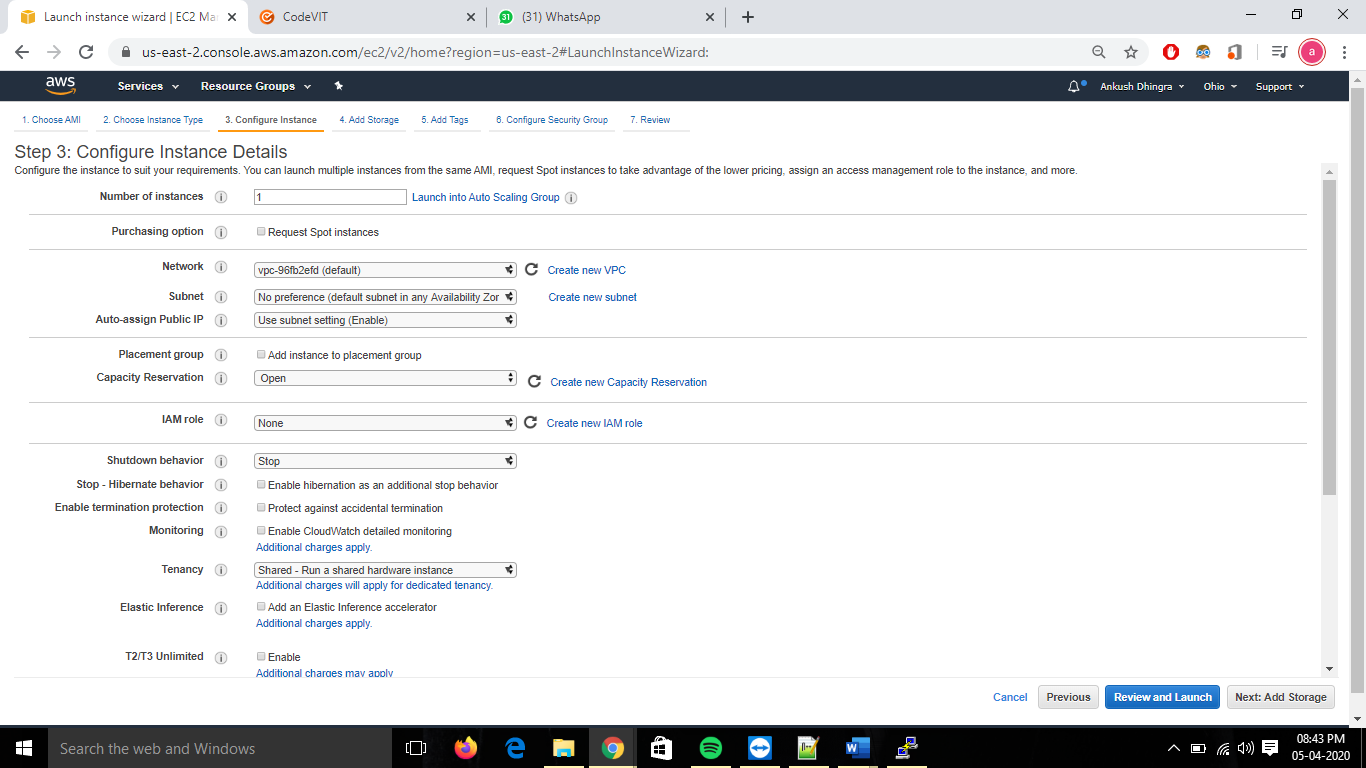 Launch instance wizard | EC2 Mar
CodeVIT
(31) WhatsApp
us-east-2.console.aws.amazon.com/ec2/v2/home?region=us-east-2#LaunchInstanceWizard:
a
aws
Services
Resource Groups
Ankush Dhingra
Ohio
Support
1. Choose AMI
2. Choose Instance Type
3. Configure Instance
4. Add Storage
5. Add Tags
6. Configure Security Group
7. Review
Step 3: Configure Instance Details
Configure the instance to suit your requirements. You can launch multiple instances from the same AMI, request Spot instances to take advantage of the lower pricing, assign an access management role to the instance, and more.
Number of instances i 1 Launch into Auto Scaling Group i
Purchasing option i Request Spot instances
Network i vpc-96fb2efd (default) Create new VPC
Subnet i No preference (default subnet in any Availability Zor Create new subnet
Auto-assign Public IP i Use subnet setting (Enable)
Placement group i Add instance to placement group
Capacity Reservation i Open Create new Capacity Reservation
IAM role i None Create new IAM role
Shutdown behavior i Stop
Stop - Hibernate behavior i Enable hibernation as an additional stop behavior
Enable termination protection i Protect against accidental termination
Monitoring i Enable CloudWatch detailed monitoring
Additional charges apply.
Tenancy i Shared - Run a shared hardware instance
Additional charges will apply for dedicated tenancy.
Elastic Inference i Add an Elastic Inference accelerator
Additional charges apply.
T2/T3 Unlimited i Enable
Additional charges may apply
Cancel
Previous
Review and Launch
Next: Add Storage
Search the web and Windows
08:43 PM
05-04-2020